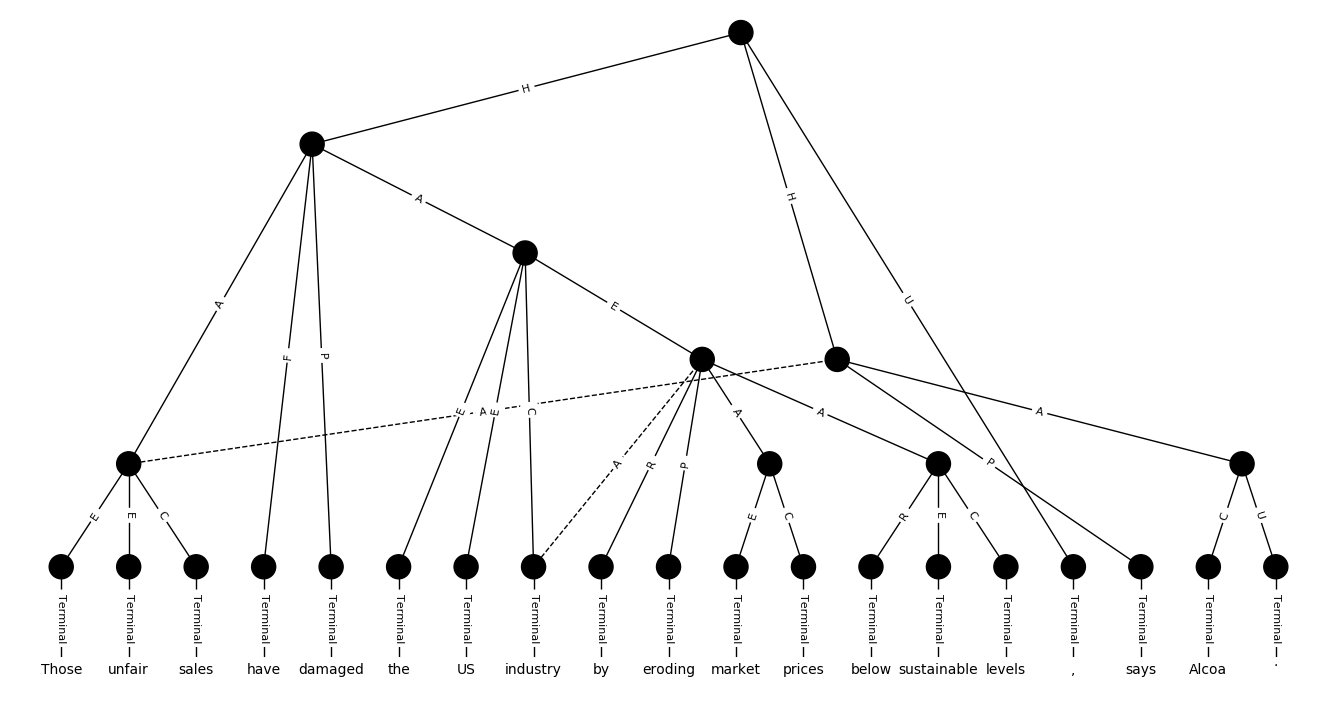 H
A
H
A
E
U
F
P
E
A
E
C
A
A
A
A
R
P
P
E
E
C
E
C
R
E
C
C
U
Terminal Terminal Terminal Terminal Terminal Terminal Terminal Terminal Terminal Terminal Terminal Terminal Terminal Terminal Terminal Terminal Terminal Terminal Terminal
Those unfair sales have damaged the US industry by eroding market prices below sustainable levels , says Alcoa .